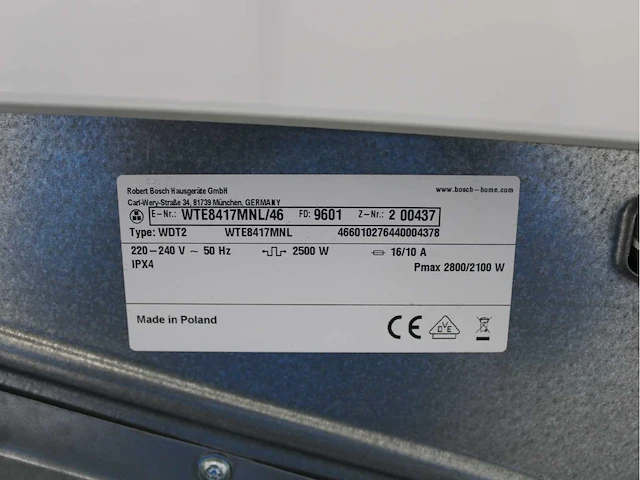 Robert Bosch Hausgeräte GmbH
Carl-Wery-Straße 34, 81739 München, GERMANY
www.bosch-home.com
E-Nr.: WTE8417MNL/46 FD: 9601 Z-Nr.: 2 00437
Type: WDT2 WTE8417MNL 466010276440004378
220-240 V ~ 50 Hz 2500 W 16/10 A
IPX4 Pmax 2800/2100 W
Made in Poland CE DVE